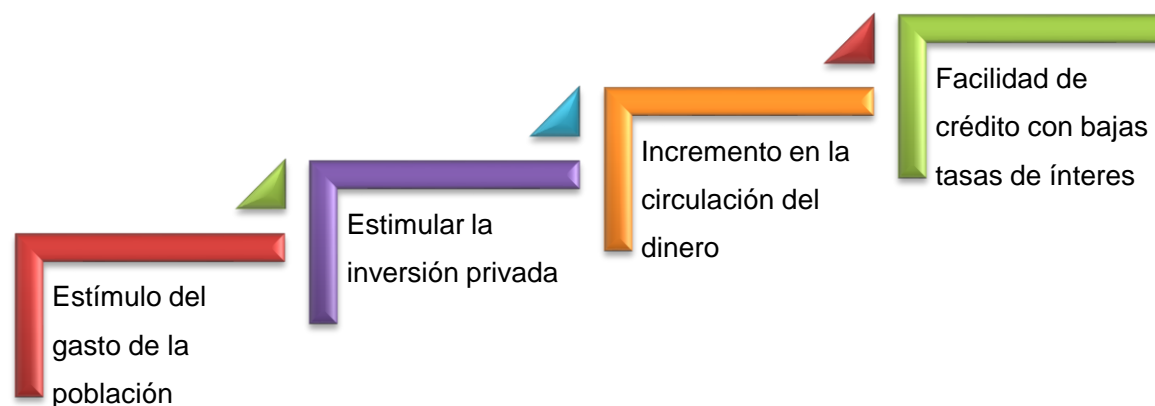 Estímulo del
gasto de la
población
Estimular la
inversión privada
Incremento en la
circulación del
dinero
Facilidad de
crédito con bajas
tasas de ínteres